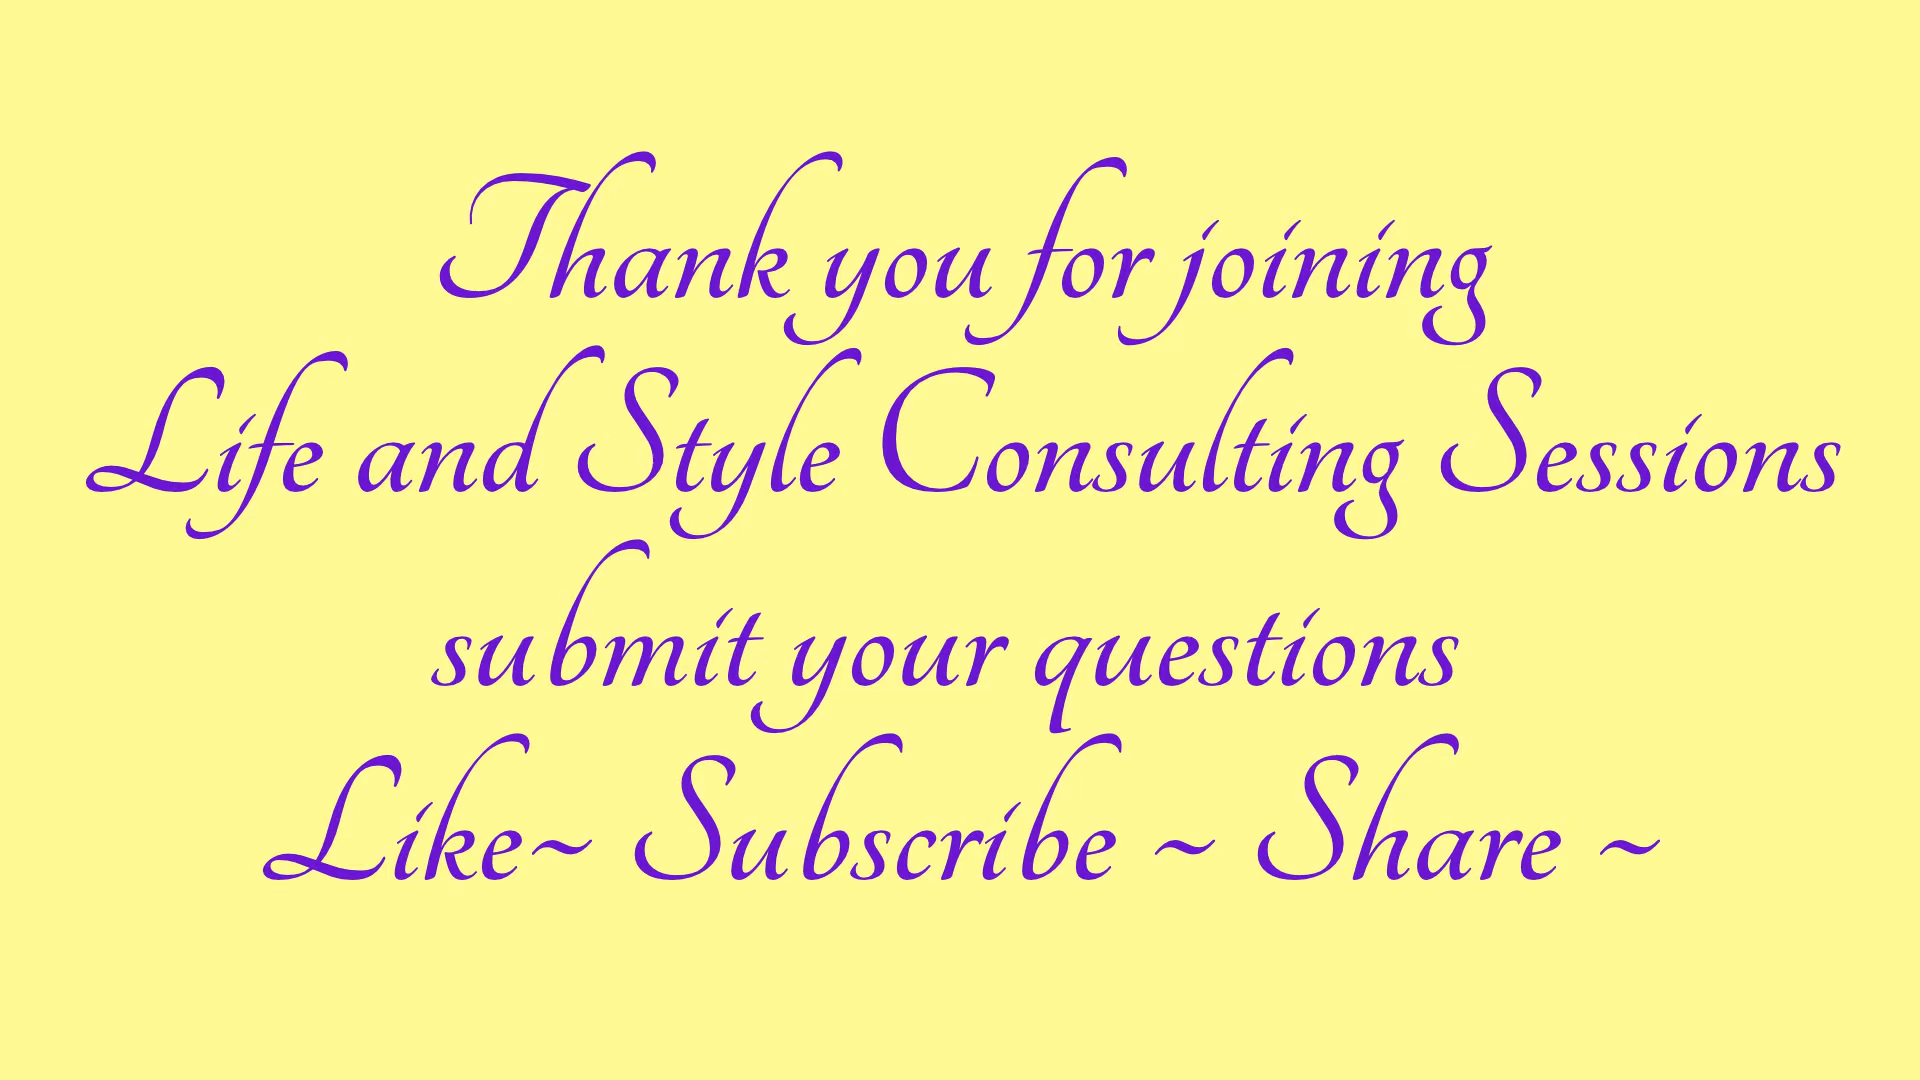 Thank you for joining
Life and Style Consulting Sessions
submit your questions
Like~ Subscribe ~ Share ~